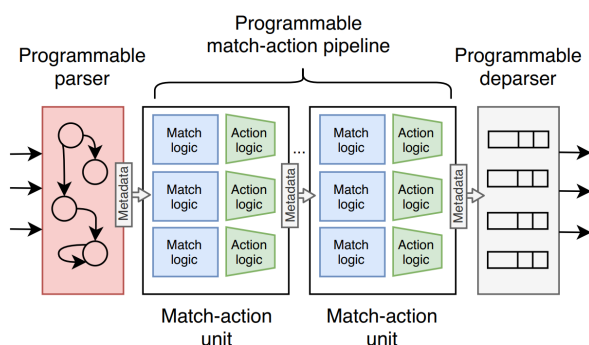 Programmable
match-action pipeline
Programmable
parser
Programmable
deparser
Metadata
Match
logic
Action
logic
Match
logic
Action
logic
Match
logic
Action
logic
...
Metadata
Match
logic
Action
logic
Match
logic
Action
logic
Match
logic
Action
logic
Metadata
Match-action
unit
Match-action
unit